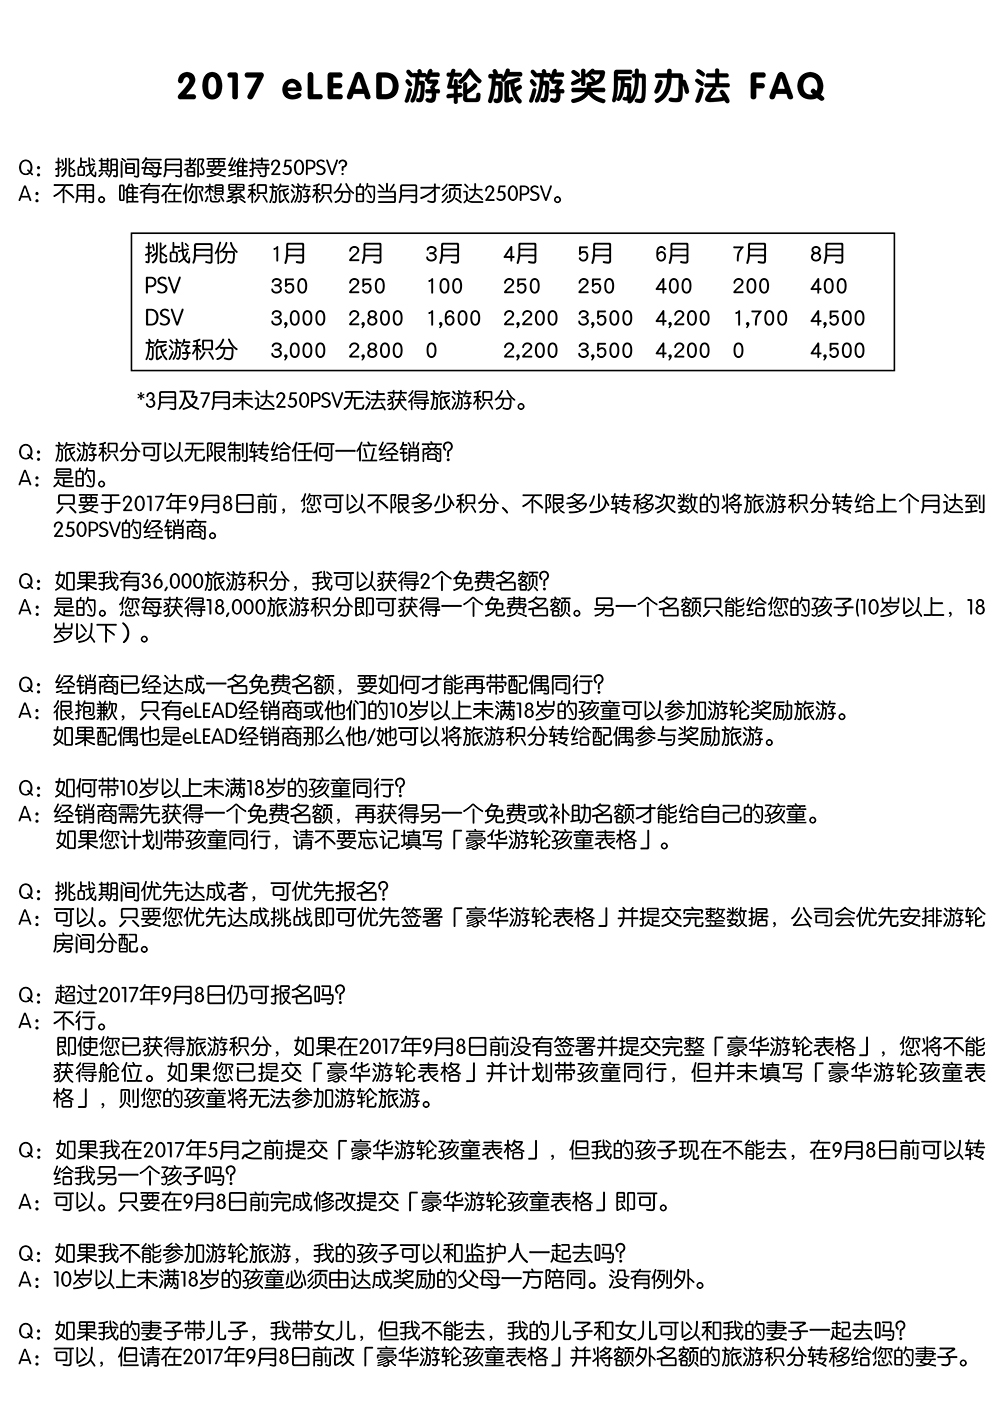 2017 eLEAD游轮旅游奖励办法 FAQ
Q：挑战期间每月都要维持250PSV?
A：不用。唯有在你想累积旅游积分的当月才须达250PSV。
挑战月份 1月 2月 3月 4月 5月 6月 7月 8月
PSV 350 250 100 250 250 400 200 400
DSV 3,000 2,800 1,600 2,200 3,500 4,200 1,700 4,500
旅游积分 3,000 2,800 0 2,200 3,500 4,200 0 4,500
*3月及7月未达250PSV无法获得旅游积分。
Q：旅游积分可以无限制转给任何一位经销商?
A：是的。
只要于2017年9月8日前，您可以不限多少积分、不限多少转移次数的将旅游积分转给上个月达到
250PSV的经销商。
Q：如果我有36,000旅游积分，我可以获得2个免费名额?
A：是的。您每获得18,000旅游积分即可获得一个免费名额。另一个名额只能给您的孩子(10岁以上，18
岁以下）。
Q：经销商已经达成一名免费名额，要如何才能再带配偶同行?
A：很抱歉，只有eLEAD经销商或他们的10岁以上未满18岁的孩童可以参加游轮奖励旅游。
如果配偶也是eLEAD经销商那么他/她可以将旅游积分转给配偶参与奖励旅游。
Q：如何带10岁以上未满18岁的孩童同行?
A：经销商需先获得一个免费名额，再获得另一个免费或补助名额才能给自己的孩童。
如果您计划带孩童同行，请不要忘记填写「豪华游轮孩童表格」。
Q：挑战期间优先达成者，可优先报名?
A：可以。只要您优先达成挑战即可优先签署「豪华游轮表格」并提交完整数据，公司会优先安排游轮
房间分配。
Q：超过2017年9月8日仍可报名吗?
A：不行。
即使您已获得旅游积分，如果在2017年9月8日前没有签署并提交完整「豪华游轮表格」，您将不能
获得舱位。如果您已提交「豪华游轮表格」并计划带孩童同行，但并未填写「豪华游轮孩童表
格」，则您的孩童将无法参加游轮旅游。
Q：如果我在2017年5月之前提交「豪华游轮孩童表格」，但我的孩子现在不能去，在9月8日前可以转
给我另一个孩子吗?
A：可以。只要在9月8日前完成修改提交「豪华游轮孩童表格」即可。
Q：如果我不能参加游轮旅游，我的孩子可以和监护人一起去吗?
A：10岁以上未满18岁的孩童必须由达成奖励的父母一方陪同。没有例外。
Q：如果我的妻子带儿子，我带女儿，但我不能去，我的儿子和女儿可以和我的妻子一起去吗?
A：可以，但请在2017年9月8日前改「豪华游轮孩童表格」并将额外名额的旅游积分转移给您的妻子。